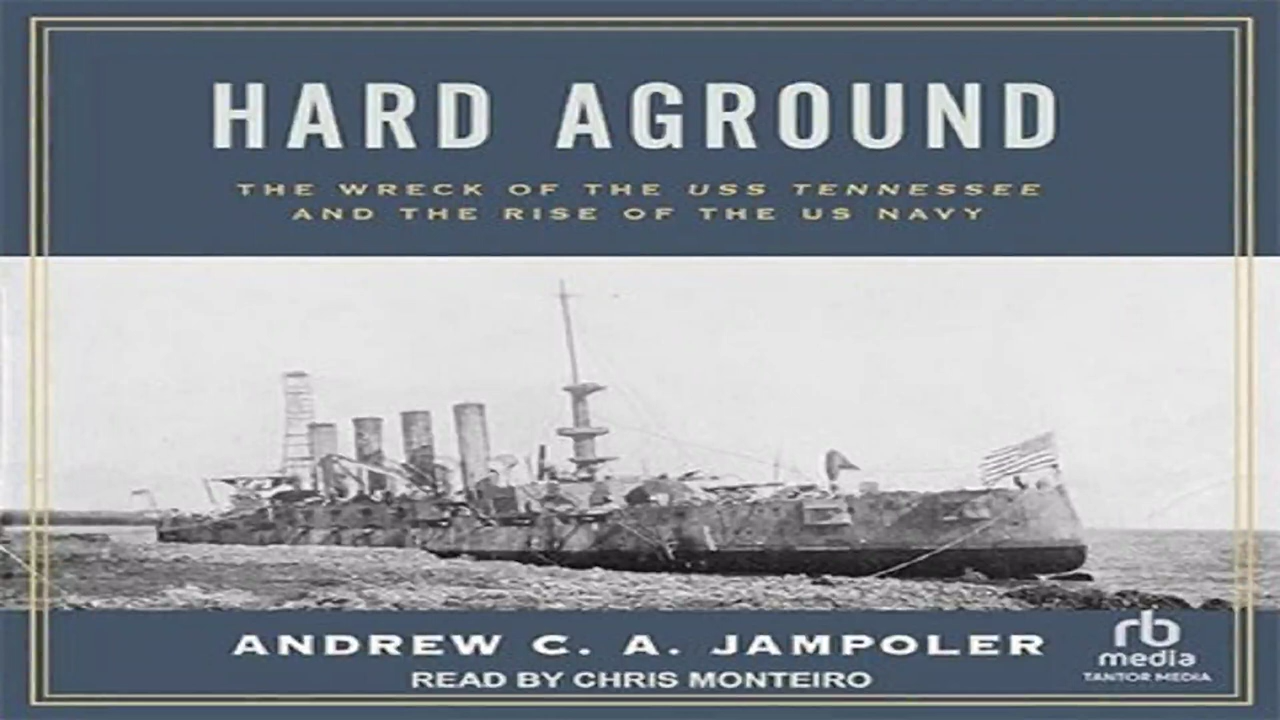 HARD AGROUND
THE WRECK OF THE USS TENNESSEE
AND THE RISE OF THE US NAVY
ANDREW C. A. JAMPOLER
READ BY CHRIS MONTEIRO
rb
media
TANTOR MEDIA